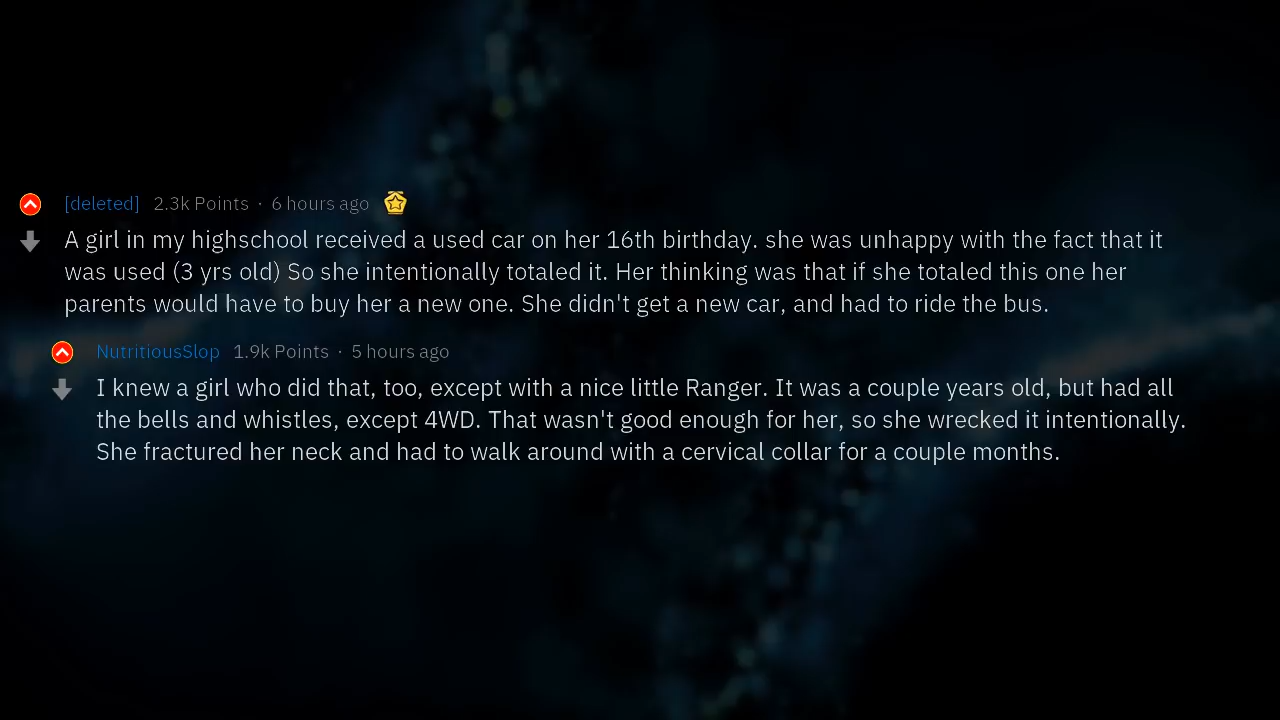 [deleted] 2.3k Points · 6 hours ago
A girl in my highschool received a used car on her 16th birthday. she was unhappy with the fact that it
was used (3 yrs old) So she intentionally totaled it. Her thinking was that if she totaled this one her
parents would have to buy her a new one. She didn't get a new car, and had to ride the bus.
NutritiousSlop 1.9k Points · 5 hours ago
I knew a girl who did that, too, except with a nice little Ranger. It was a couple years old, but had all
the bells and whistles, except 4WD. That wasn't good enough for her, so she wrecked it intentionally.
She fractured her neck and had to walk around with a cervical collar for a couple months.